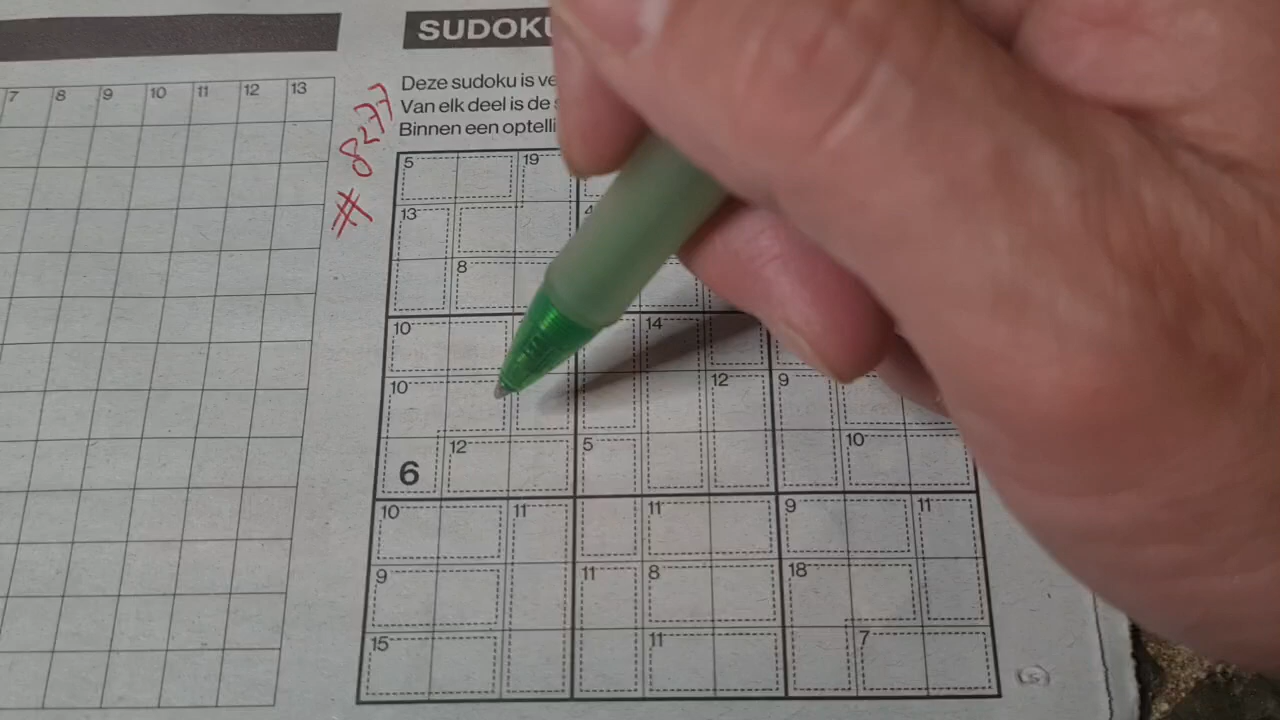 SUDOKU
Deze sudoku is
Van elk deel is de
Binnen een
# 8277
7 8 9 10 11 12 13
5 19
13 4
8
10 14
10 12 9
6 12 5 10
10 11 11 9 11
9 11 8 18
15 11 7